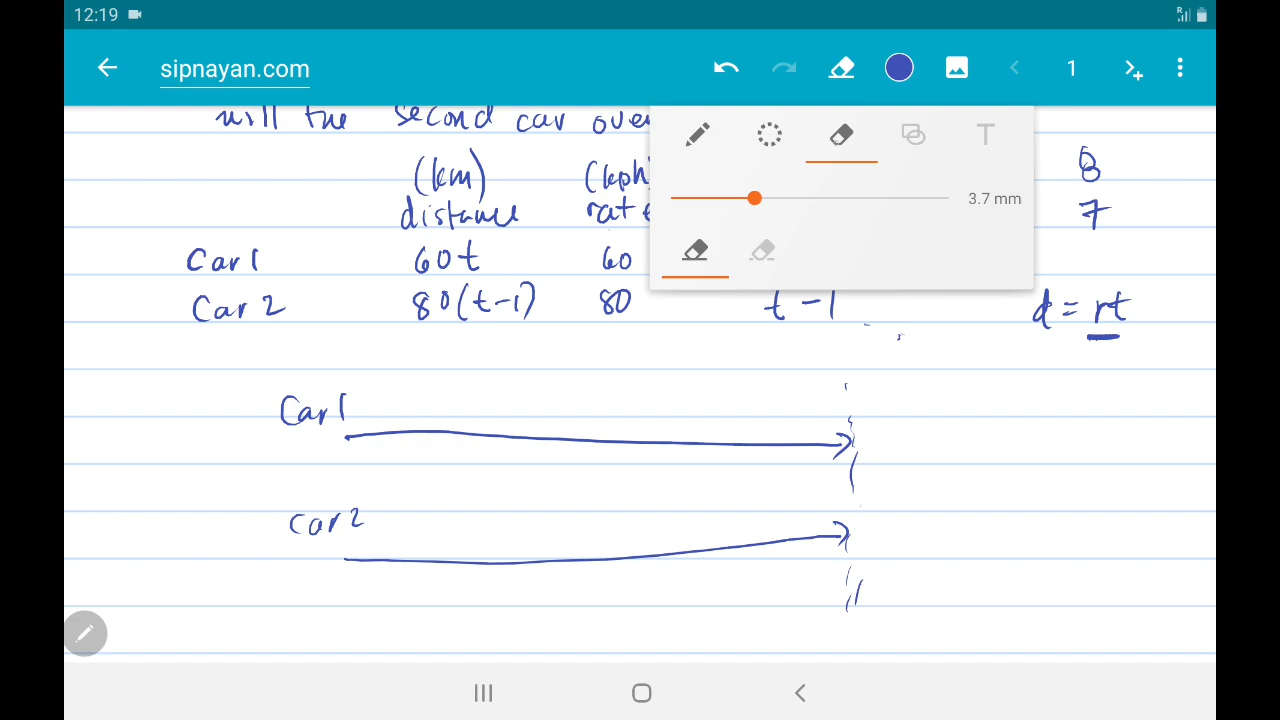 12:19 R
sipnayan.com 1
will the second car over
T
(km) (kph) 8
3.7 mm
distance rate 7
Car 1 60t 60
Car 2 80(t-1) 80 t-1 d = rt
Car 1
Car 2